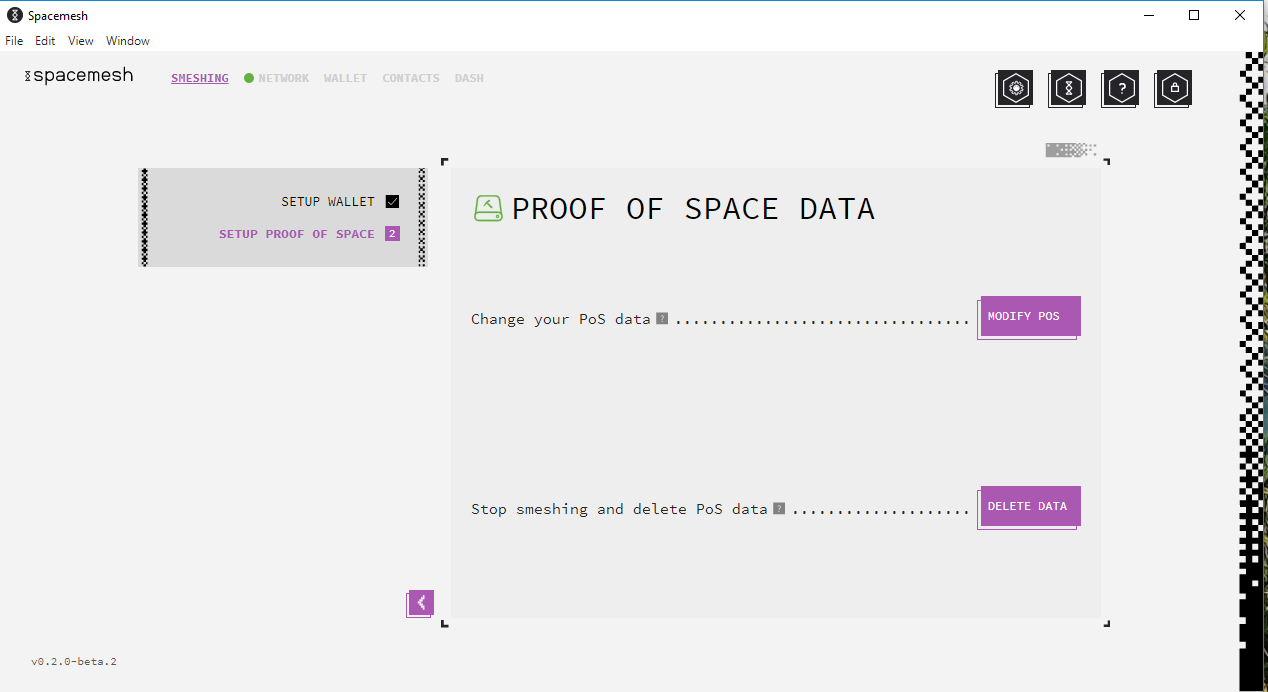 Spacemesh
File Edit View Window
spacemesh
SMESHING NETWORK WALLET CONTACTS DASH
?
SETUP WALLET
SETUP PROOF OF SPACE 2
PROOF OF SPACE DATA
Change your PoS data ? ................................. MODIFY POS
Stop smeshing and delete PoS data ? .................... DELETE DATA
v0.2.0-beta.2